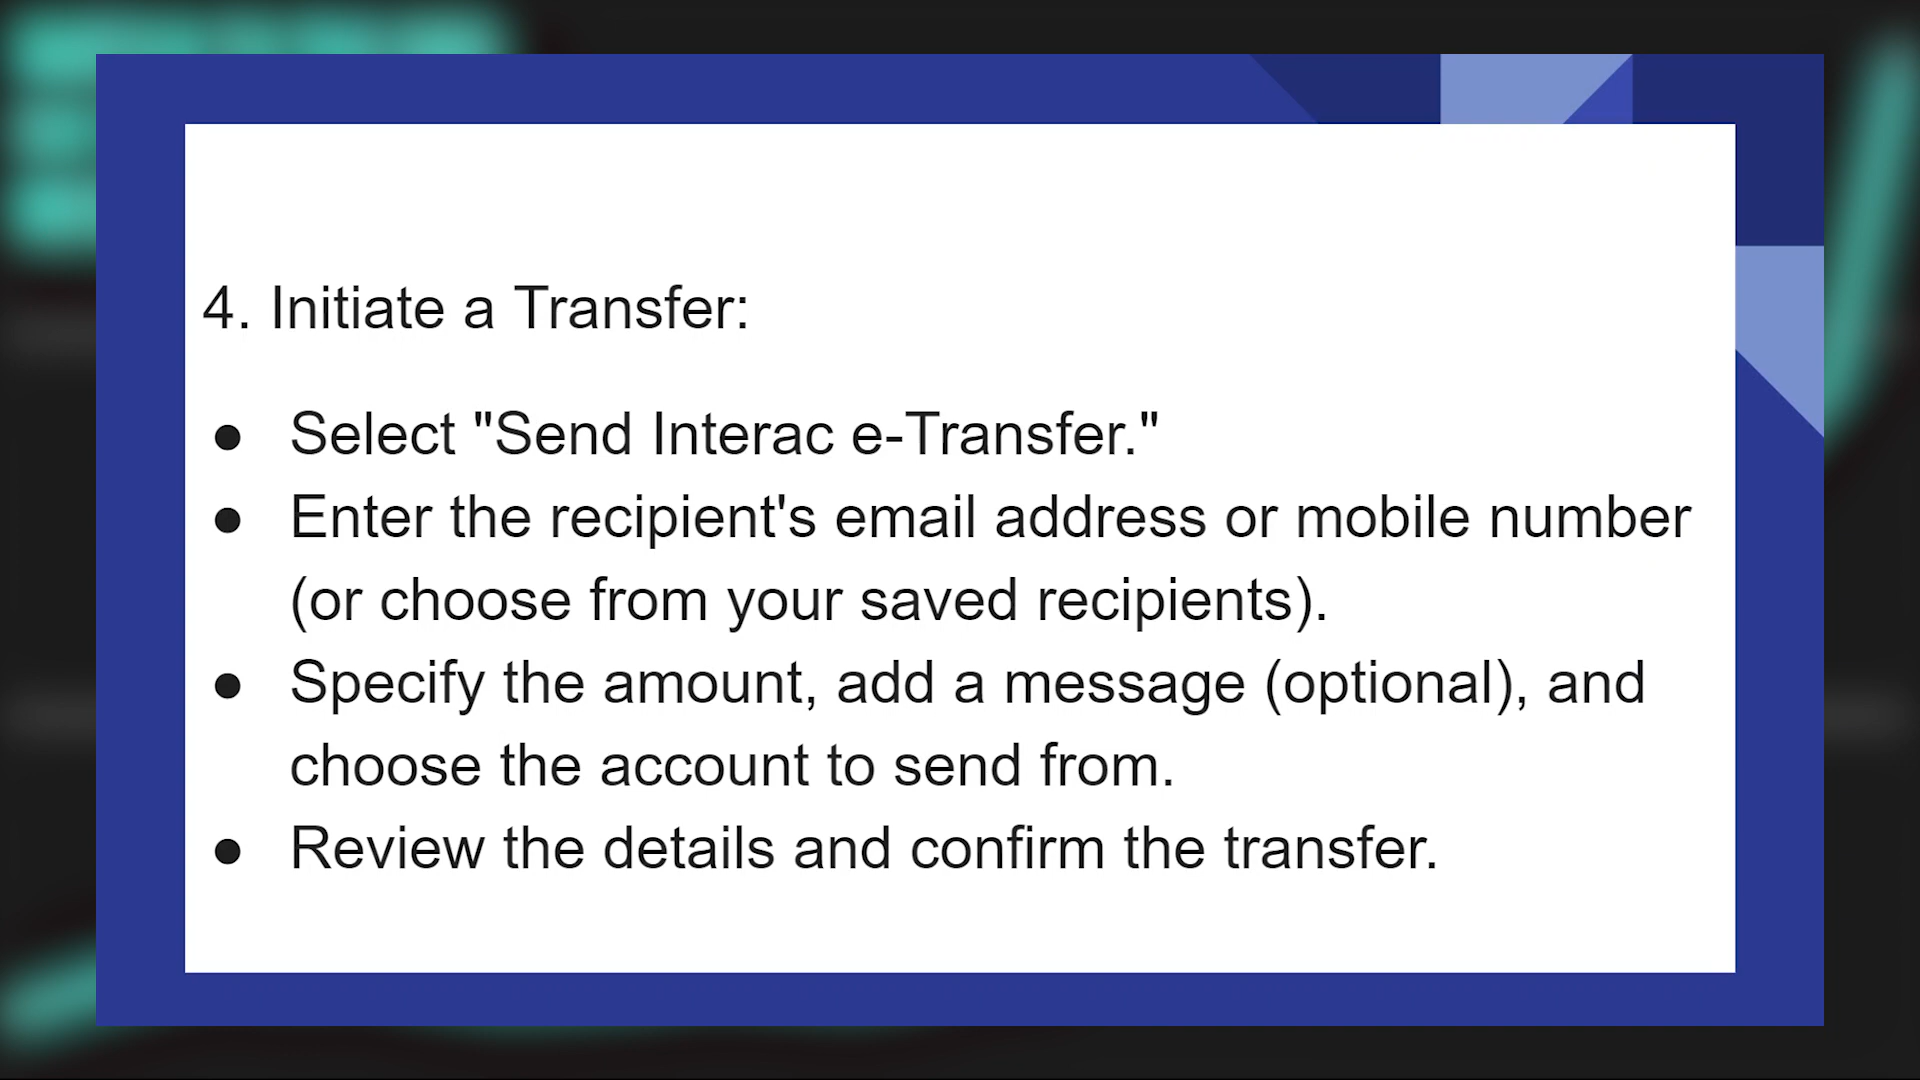 4. Initiate a Transfer:
● Select "Send Interac e-Transfer."
● Enter the recipient's email address or mobile number
(or choose from your saved recipients).
● Specify the amount, add a message (optional), and
choose the account to send from.
● Review the details and confirm the transfer.